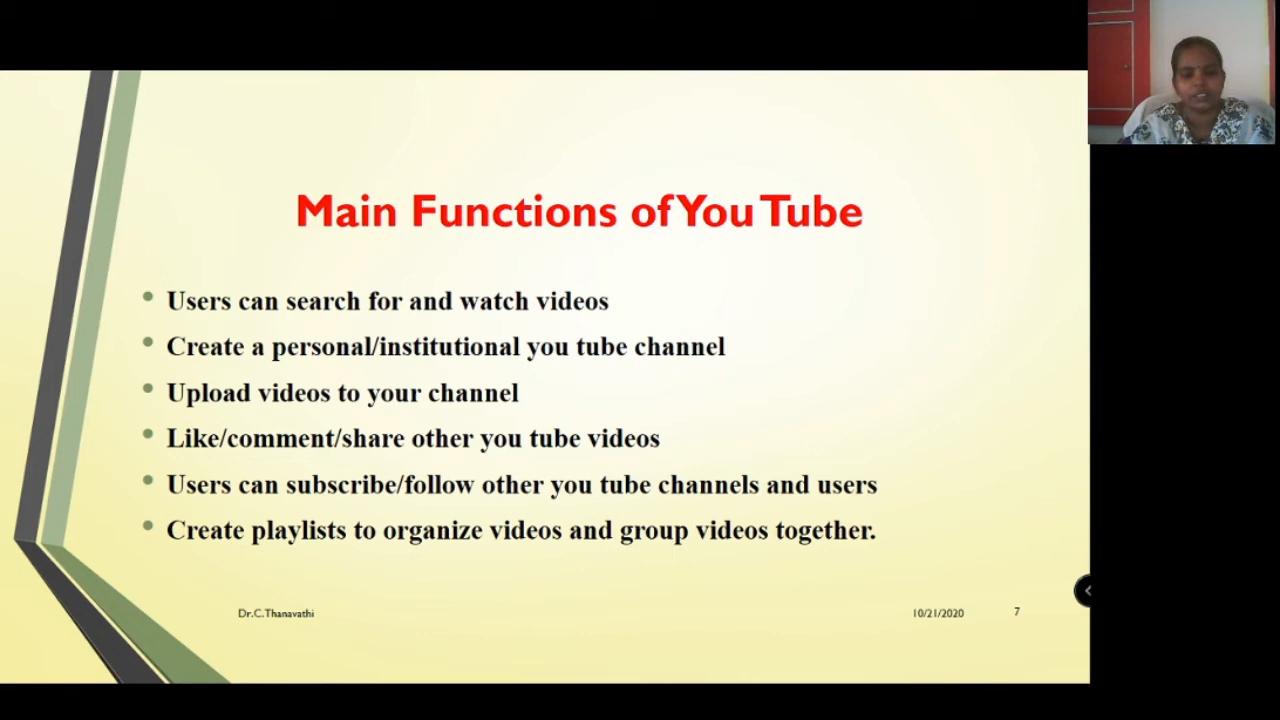 Main Functions of You Tube
Users can search for and watch videos
Create a personal/institutional you tube channel
Upload videos to your channel
Like/comment/share other you tube videos
Users can subscribe/follow other you tube channels and users
Create playlists to organize videos and group videos together.
Dr.C.Thanavathi
10/21/2020
7